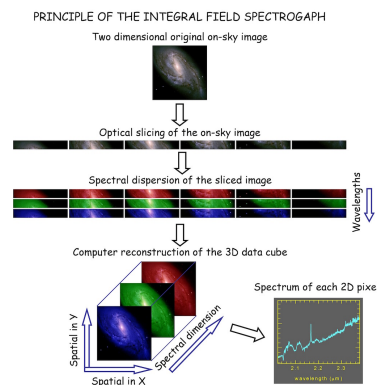 PRINCIPLE OF THE INTEGRAL FIELD SPECTROGAPH
Two dimensional original on-sky image
Optical slicing of the on-sky image
Spectral dispersion of the sliced image
Wavelengths
Computer reconstruction of the 3D data cube
Spectrum of each 2D pixe
Spatial in Y
Spectral dimension
Spatial in X
2.1 2.2 2.3
wavelength (um)